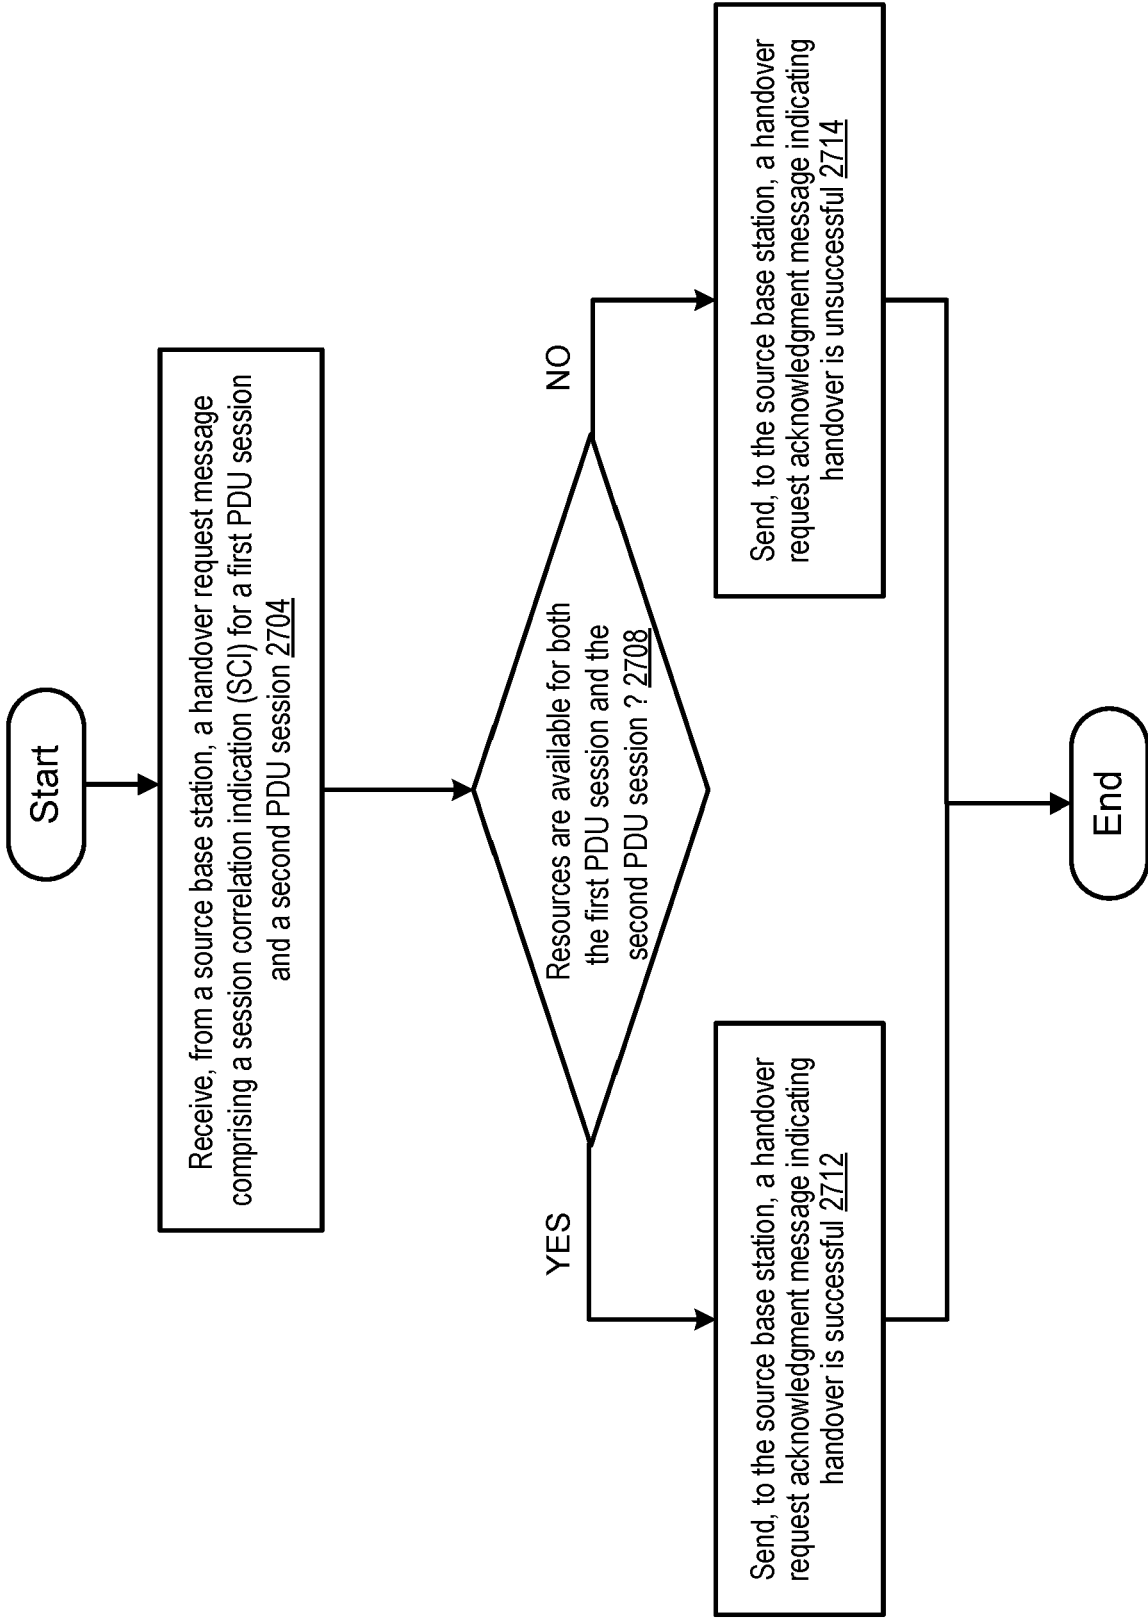 Start
Receive, from a source base station, a handover request message
comprising a session correlation indication (SCI) for a first PDU session
and a second PDU session 2704
Resources are available for both
the first PDU session and the
second PDU session ? 2708
YES
NO
Send, to the source base station, a handover
request acknowledgment message indicating
handover is successful 2712
Send, to the source base station, a handover
request acknowledgment message indicating
handover is unsuccessful 2714
End